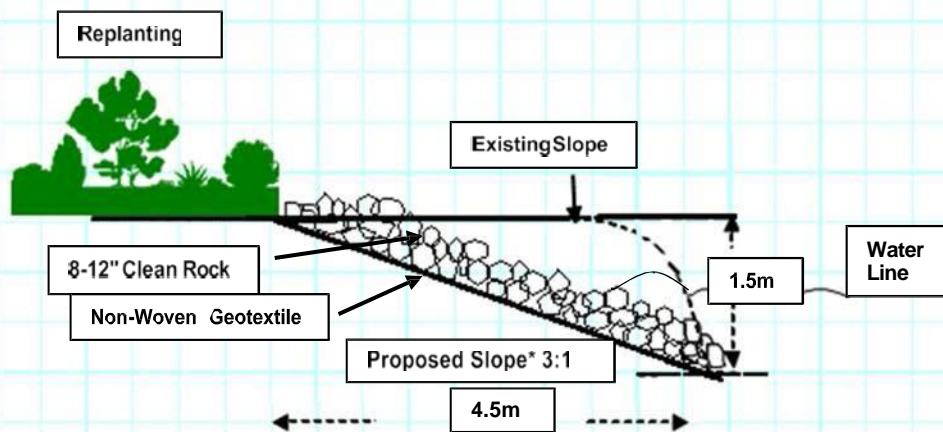 Replanting
ExistingSlope
Water
Line
8-12" Clean Rock
1.5m
Non-Woven Geotextile
Proposed Slope* 3:1
4.5m